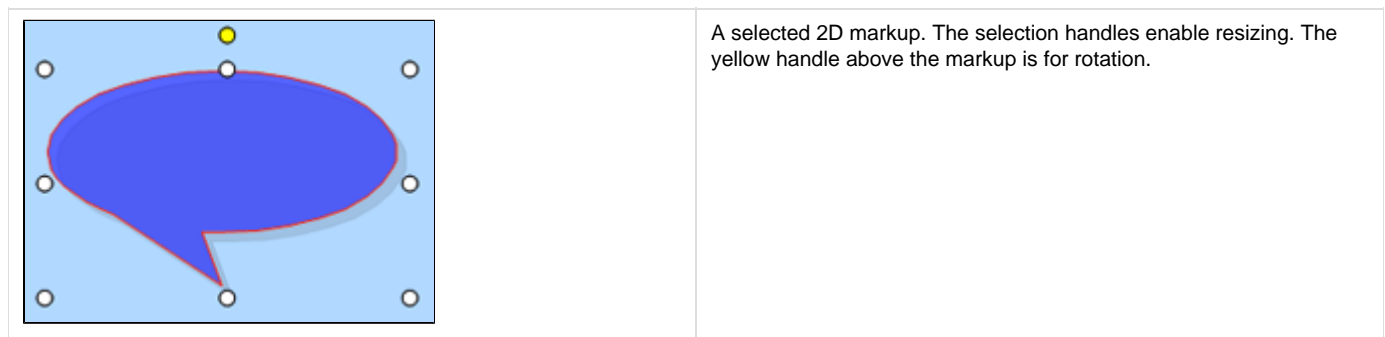 A selected 2D markup. The selection handles enable resizing. The
yellow handle above the markup is for rotation.